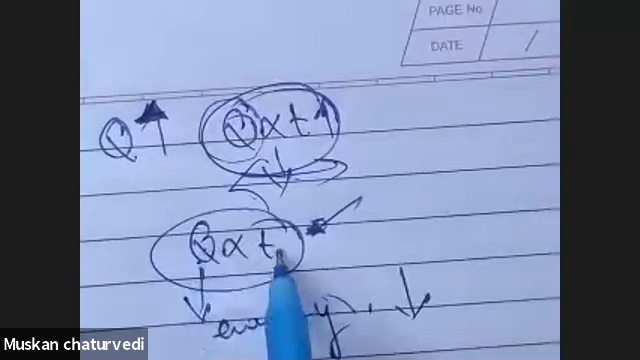 PAGE No
DATE /
Q↑ Q α t↑
Q α t
Muskan chaturvedi